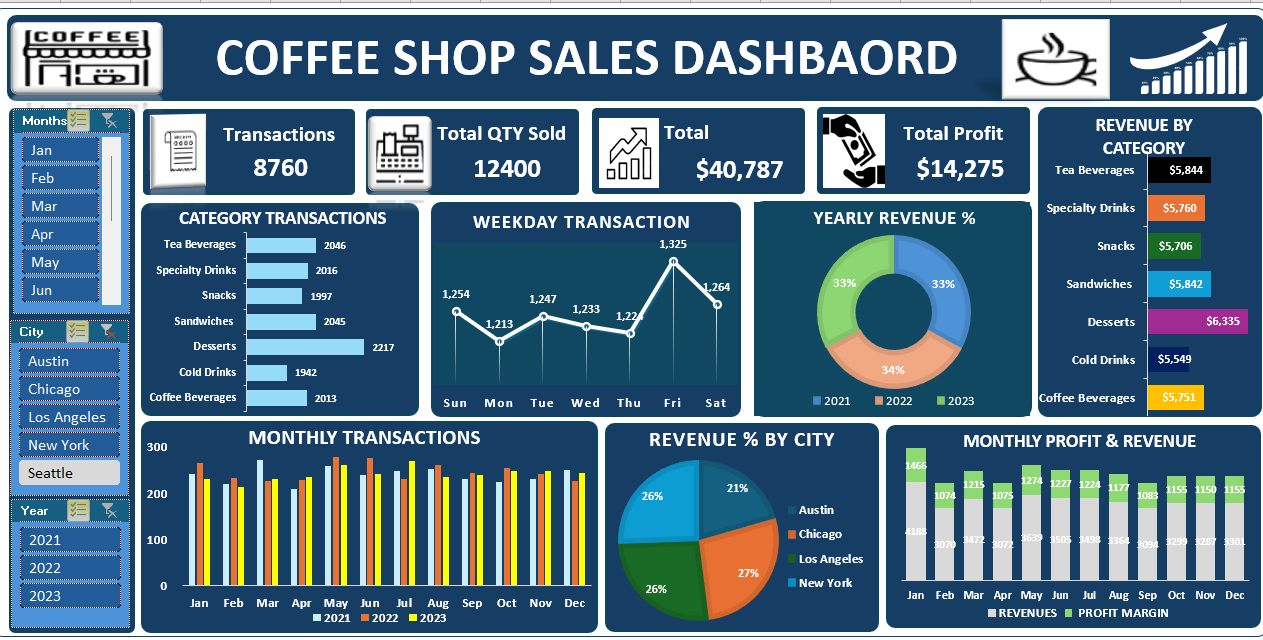 COFFEE
COFFEE SHOP SALES DASHBAORD
Months
Jan
Feb
Mar
Apr
May
Jun
City
Austin
Chicago
Los Angeles
New York
Seattle
Year
2021
2022
2023
Transactions
8760
Total QTY Sold
12400
Total
$40,787
Total Profit
$14,275
REVENUE BY
CATEGORY
Tea Beverages $5,844
Specialty Drinks $5,760
Snacks $5,706
Sandwiches $5,842
Desserts $6,335
Cold Drinks $5,549
Coffee Beverages $5,751
CATEGORY TRANSACTIONS
Tea Beverages 2046
Specialty Drinks 2016
Snacks 1997
Sandwiches 2045
Desserts 2217
Cold Drinks 1942
Coffee Beverages 2013
WEEKDAY TRANSACTION
1,254 1,213 1,247 1,233 1,224 1,325 1,264
Sun Mon Tue Wed Thu Fri Sat
YEARLY REVENUE %
33% 33%
34%
2021 2022 2023
MONTHLY TRANSACTIONS
300
200
100
0
Jan Feb Mar Apr May Jun Jul Aug Sep Oct Nov Dec
2021 2022 2023
REVENUE % BY CITY
26% 21%
26% 27%
Austin
Chicago
Los Angeles
New York
MONTHLY PROFIT & REVENUE
1466 1074 1215 1075 1274 1227 1224 1177 1083 1155 1150 1155
4188 3070 3472 3072 3639 3505 3498 3364 3094 3299 3287 3301
Jan Feb Mar Apr May Jun Jul Aug Sep Oct Nov Dec
REVENUES PROFIT MARGIN